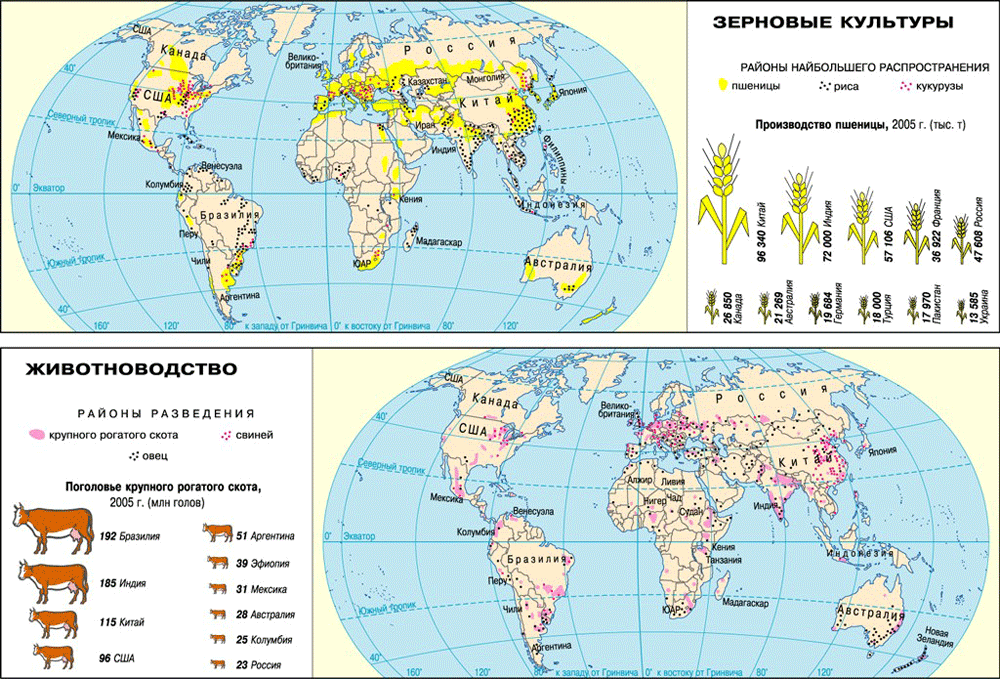 США
Канада
Россия
Велико-
британия
40°
Казахстан
Монголия
США
Китай
Япония
Северный тропик
Иран
Мексика
Индия
Филиппины
Венесуэла
0°
Экватор
Колумбия
Кения
Индонезия
Бразилия
Перу
Мадагаскар
Южный тропик
Чили
ЮАР
Австралия
Аргентина
40°
160°
120°
80°
к западу от Гринвича
0°
к востоку от Гринвича
80°
120°
ЗЕРНОВЫЕ КУЛЬТУРЫ
РАЙОНЫ НАИБОЛЬШЕГО РАСПРОСТРАНЕНИЯ
пшеницы
риса
кукурузы
Производство пшеницы, 2005 г. (тыс. т)
96 340 Китай
72 000 Индия
57 106 США
36 922 Франция
47 608 Россия
26 850
Канада
21 269
Австралия
19 684
Германия
18 000
Турция
17 970
Пакистан
13 585
Украина
ЖИВОТНОВОДСТВО
РАЙОНЫ РАЗВЕДЕНИЯ
крупного рогатого скота
свиней
овец
Поголовье крупного рогатого скота,
2005 г. (млн голов)
192 Бразилия
51 Аргентина
39 Эфиопия
185 Индия
31 Мексика
115 Китай
28 Австралия
25 Колумбия
96 США
23 Россия
США
Канада
Россия
Велико-
британия
40°
США
Китай
Япония
Северный тропик
Алжир
Ливия
Мексика
Нигер
Чад
Судан
Индия
Венесуэла
Колумбия
0°
Экватор
Кения
Индонезия
Бразилия
Танзания
Перу
Мадагаскар
Южный тропик
Чили
ЮАР
Австралия
Новая
Зеландия
Аргентина
40°
160°
120°
80°
к западу от Гринвича
0°
к востоку от Гринвича
80°
120°